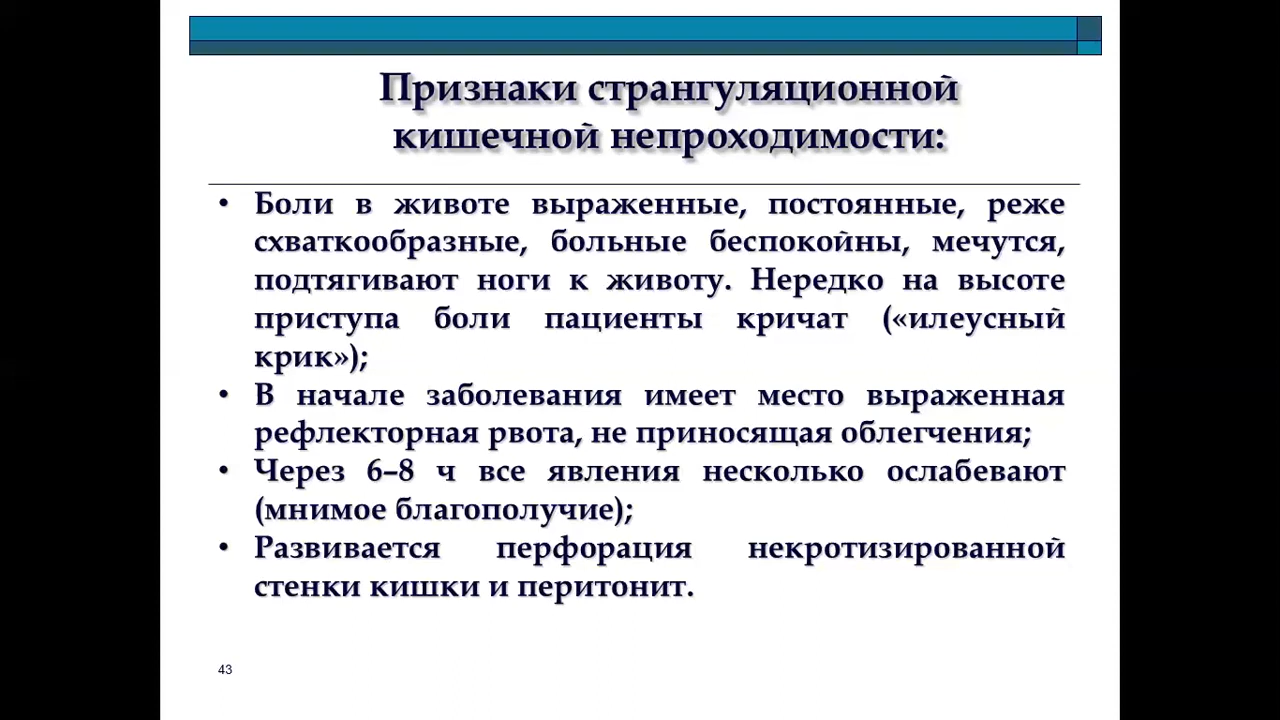 Признаки странгуляционной
кишечной непроходимости:
• Боли в животе выраженные, постоянные, реже
схваткообразные, больные беспокойны, мечутся,
подтягивают ноги к животу. Нередко на высоте
приступа боли пациенты кричат («илеусный
крик»);
• В начале заболевания имеет место выраженная
рефлекторная рвота, не приносящая облегчения;
• Через 6–8 ч все явления несколько ослабевают
(мнимое благополучие);
• Развивается перфорация некротизированной
стенки кишки и перитонит.
43